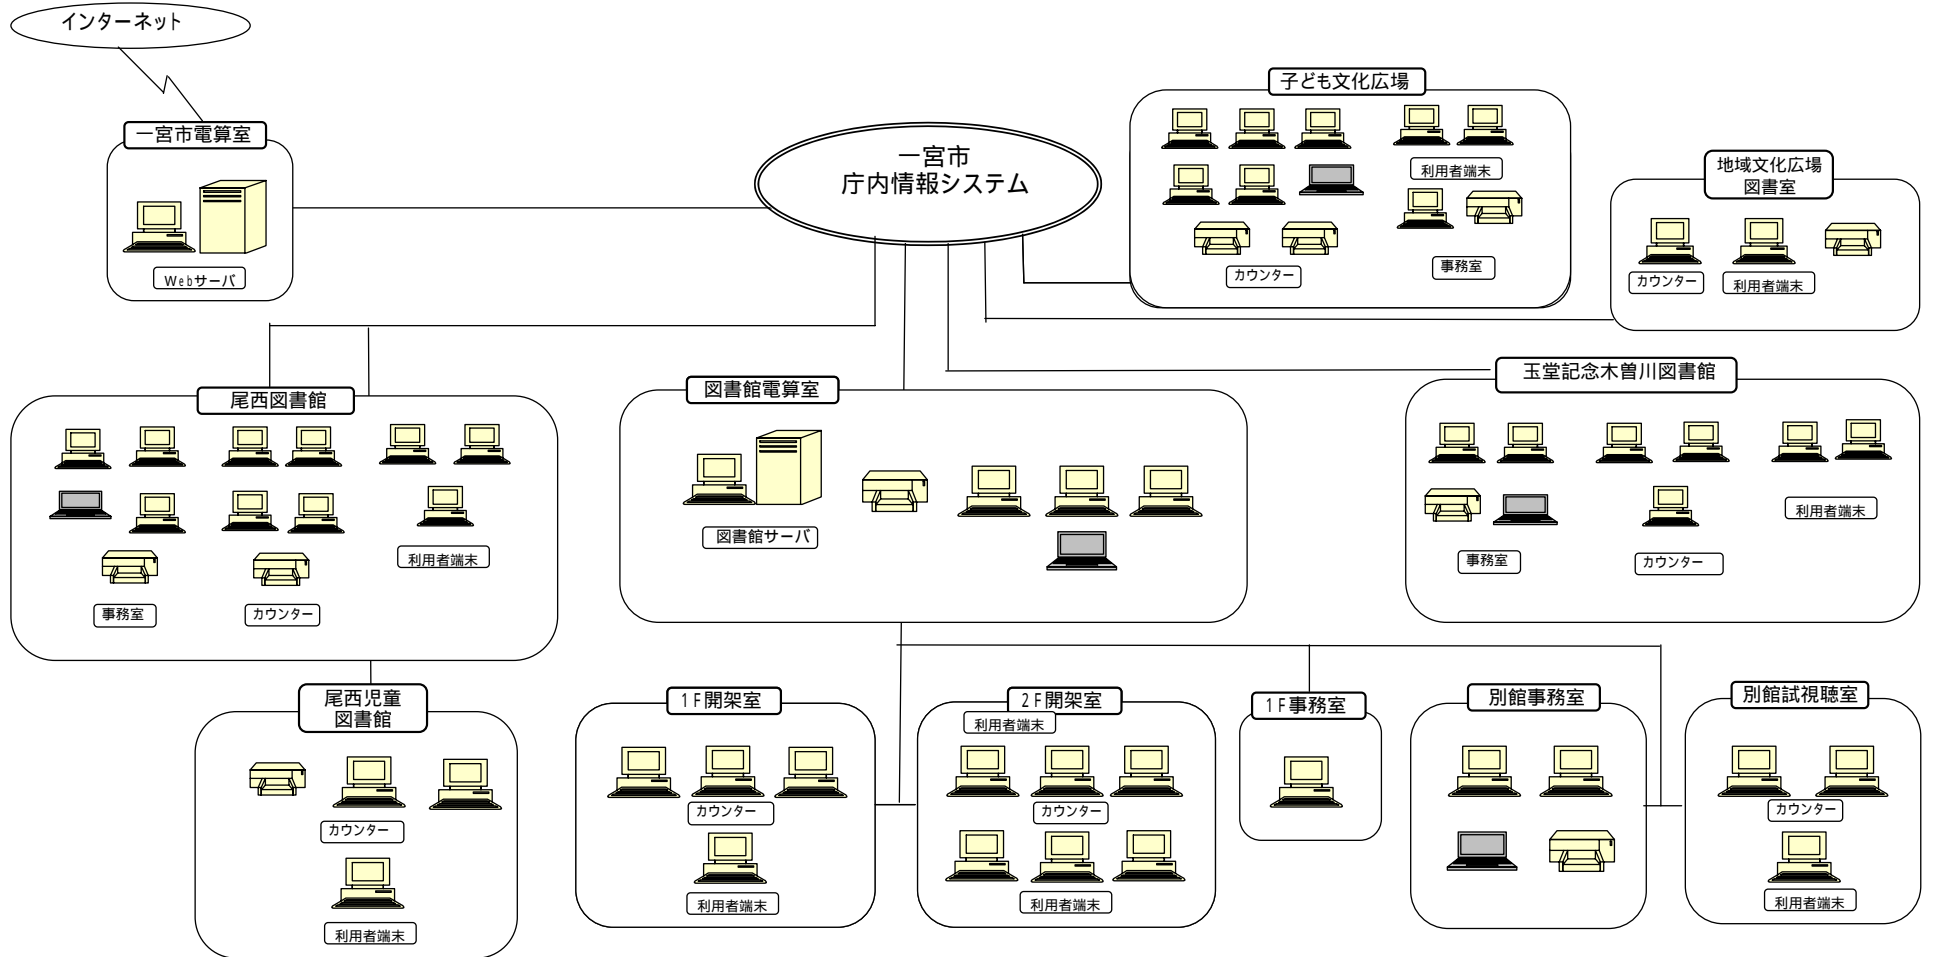 インターネット
一宮市電算室
Webサーバ
一宮市
庁内情報システム
子ども文化広場
利用者端末
カウンター
事務室
地域文化広場
図書室
カウンター
利用者端末
尾西図書館
利用者端末
事務室
カウンター
図書館電算室
図書館サーバ
玉堂記念木曽川図書館
利用者端末
事務室
カウンター
尾西児童
図書館
カウンター
利用者端末
1F開架室
カウンター
利用者端末
2F開架室
利用者端末
カウンター
利用者端末
1F事務室
別館事務室
別館試視聴室
カウンター
利用者端末